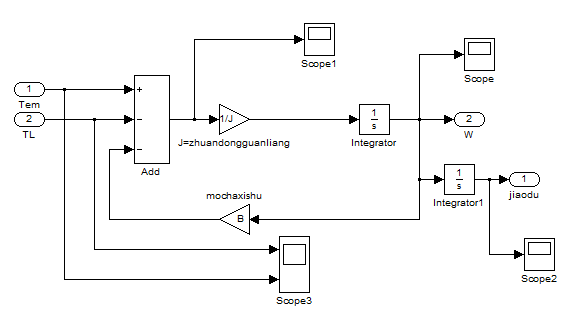 Scope1
Scope
1
Tem
+
2
TL
−
−
Add
1/J
J=zhuandongguanliang
1
s
Integrator
2
W
1
s
Integrator1
1
jiaodu
mochaxishu
B
Scope2
Scope3